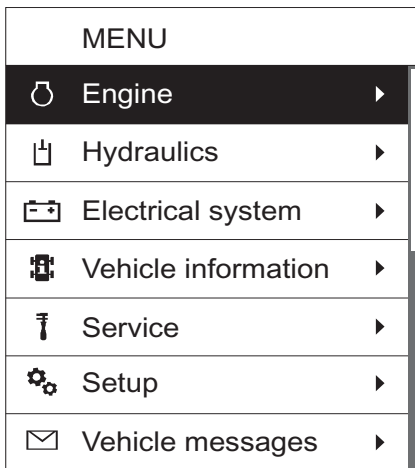 MENU
Engine
Hydraulics
Electrical system
Vehicle information
Service
Setup
Vehicle messages